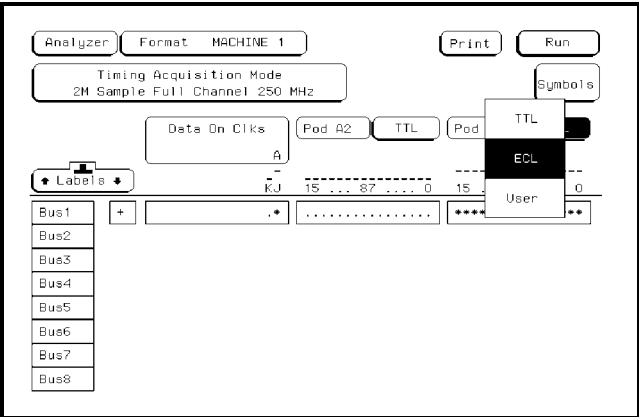 Analyzer Format MACHINE 1 Print Run
Timing Acquisition Mode
2M Sample Full Channel 250 MHz
Symbols
Data On Clks
A
Pod A2 TTL Pod
TTL
ECL
User
Labels
KJ 15 ... 87 .... 0 15 . 0
Bus1 + .* ................ **** **
Bus2
Bus3
Bus4
Bus5
Bus6
Bus7
Bus8